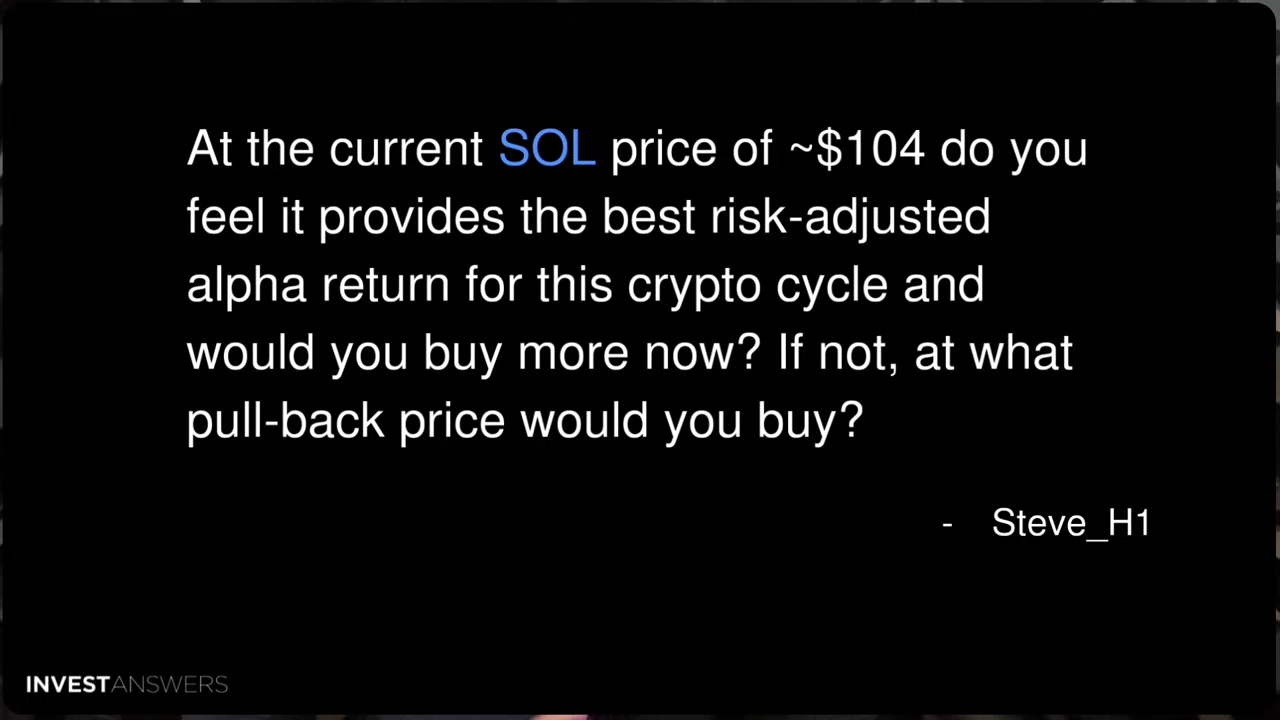 At the current SOL price of ~$104 do you
feel it provides the best risk-adjusted
alpha return for this crypto cycle and
would you buy more now? If not, at what
pull-back price would you buy?
- Steve_H1
INVESTANSWERS